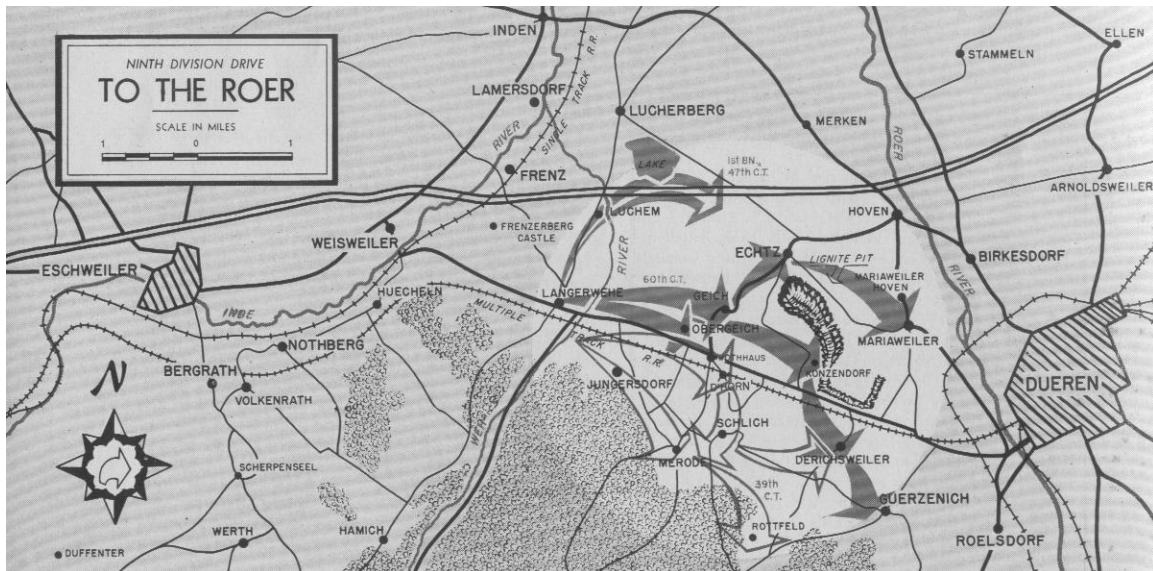 NINTH DIVISION DRIVE
TO THE ROER
SCALE IN MILES
1 0 1
INDEN
ELLEN
STAMMELN
LAMERSDORF
LUCHERBERG
MERKEN
RIVER
SINGLE TRACK R.R.
ROER
FRENZ
LAKE
1st BN.,
47th C.T.
ARNOLDSWEILER
LUCHEM
HOVEN
WEISWEILER
FRENZERBERG
CASTLE
RIVER
ECHTZ
LIGNITE PIT
BIRKESDORF
ESCHWEILER
60th C.T.
MARIAWEILER
HOVEN
RIVER
HUECHELN
LANGERWEHE
GEICH
INDE
MULTIPLE
OBERGEICH
MARIAWEILER
NOTHBERG
R.R.
N
BERGRATH
JUNGERSDORF
D'HORN
KONZENDORF
DUEREN
VOLKENRATH
SCHLICH
MERODE
DERICHSWEILER
SCHERPENSEEL
39th
C.T.
GUERZENICH
WERTH
HAMICH
ROTTFELD
ROELSDORF
DUFFENTER